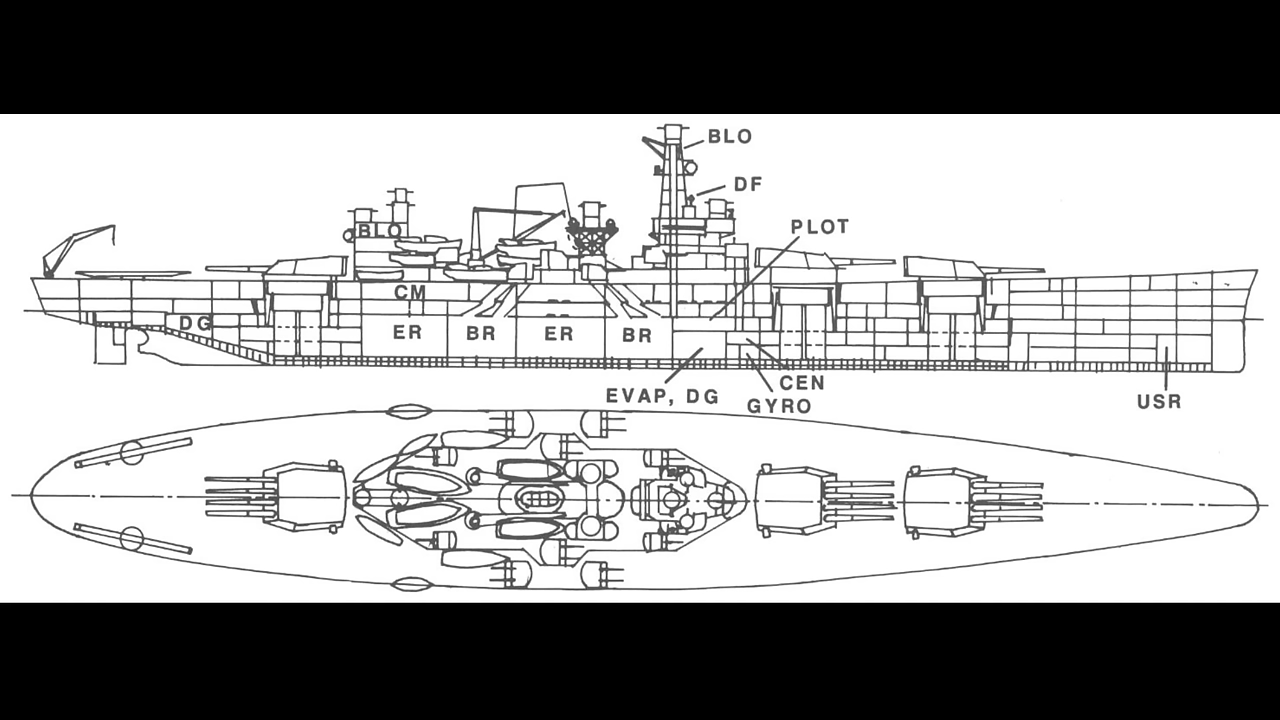 BLO
DF
BLO
PLOT
CM
DG
ER
BR
ER
BR
EVAP, DG
CEN
GYRO
USR